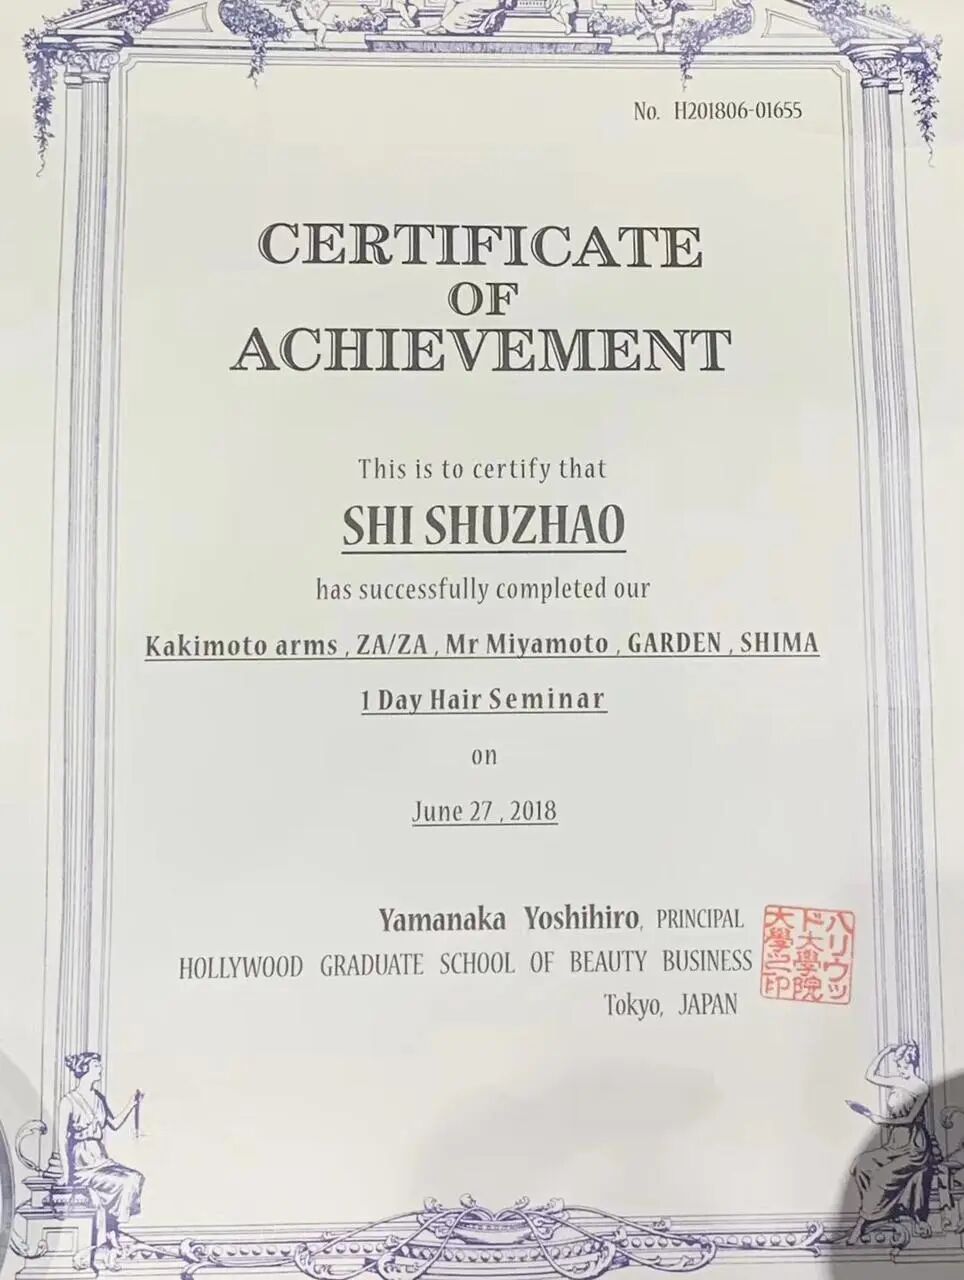 No. H201806-01655
CERTIFICATE
OF
ACHIEVEMENT
This is to certify that
SHI SHUZHAO
has successfully completed our
Kakimoto arms , ZA/ZA , Mr Miyamoto , GARDEN , SHIMA
1 Day Hair Seminar
on
June 27 , 2018
Yamanaka Yoshihiro, PRINCIPAL
HOLLYWOOD GRADUATE SCHOOL OF BEAUTY BUSINESS
Tokyo, JAPAN
ハリウッ
ド大學院
大學之印